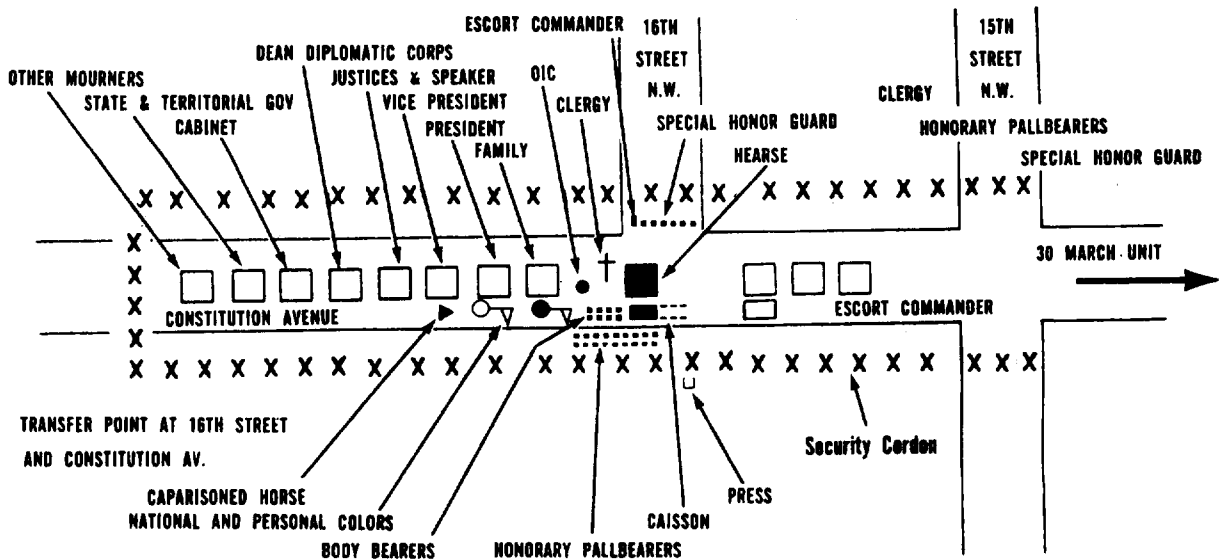 ESCORT COMMANDER
16TH
STREET
N.W.
15TH
STREET
N.W.
DEAN DIPLOMATIC CORPS
OTHER MOURNERS
JUSTICES & SPEAKER
OIC
STATE & TERRITORIAL GOV
VICE PRESIDENT
CLERGY
CLERGY
CABINET
PRESIDENT
SPECIAL HONOR GUARD
HONORARY PALLBEARERS
FAMILY
HEARSE
SPECIAL HONOR GUARD
30 MARCH UNIT
CONSTITUTION AVENUE
ESCORT COMMANDER
TRANSFER POINT AT 16TH STREET
AND CONSTITUTION AV.
Security Cordon
CAPARISONED HORSE
PRESS
NATIONAL AND PERSONAL COLORS
CAISSON
BODY BEARERS
HONORARY PALLBEARERS